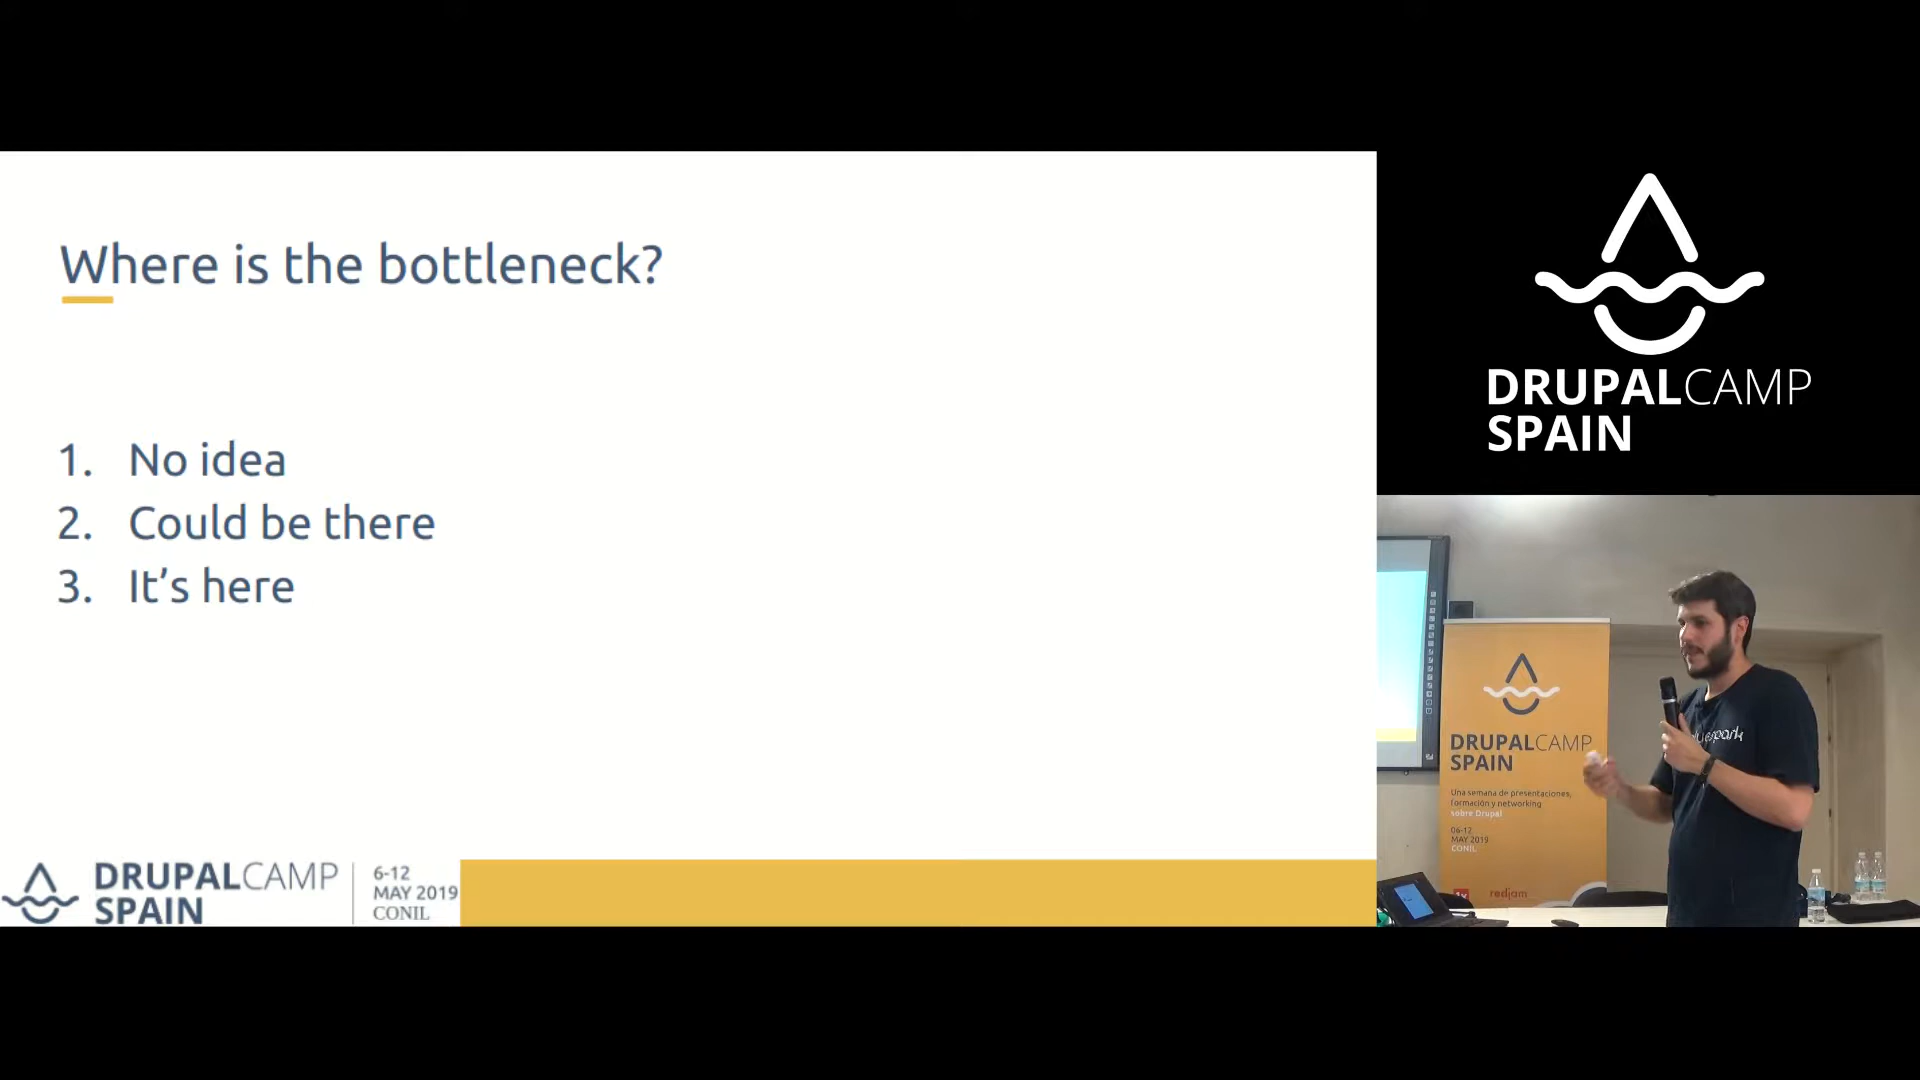 Where is the bottleneck?
1. No idea
2. Could be there
3. It's here
DRUPALCAMP
SPAIN
6-12
MAY 2019
CONIL
DRUPALCAMP
SPAIN
DRUPALCAMP
SPAIN
Una semana de presentaciones,
formación y networking
sobre Drupal
06-12
MAY 2019
CONIL
redjam